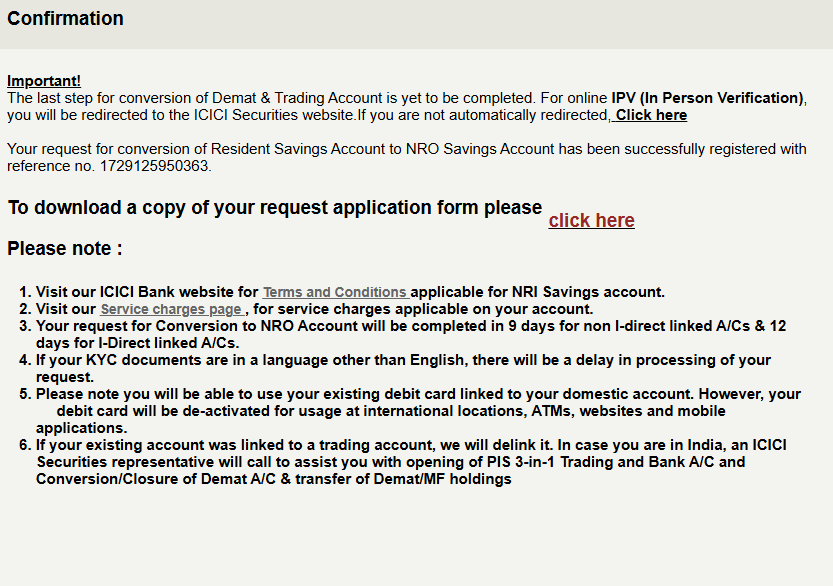 Confirmation
Important!
The last step for conversion of Demat & Trading Account is yet to be completed. For online IPV (In Person Verification),
you will be redirected to the ICICI Securities website.If you are not automatically redirected, Click here
Your request for conversion of Resident Savings Account to NRO Savings Account has been successfully registered with
reference no. 1729125950363.
To download a copy of your request application form please click here
Please note :
1. Visit our ICICI Bank website for Terms and Conditions applicable for NRI Savings account.
2. Visit our Service charges page , for service charges applicable on your account.
3. Your request for Conversion to NRO Account will be completed in 9 days for non I-direct linked A/Cs & 12
days for I-Direct linked A/Cs.
4. If your KYC documents are in a language other than English, there will be a delay in processing of your
request.
5. Please note you will be able to use your existing debit card linked to your domestic account. However, your
debit card will be de-activated for usage at international locations, ATMs, websites and mobile
applications.
6. If your existing account was linked to a trading account, we will delink it. In case you are in India, an ICICI
Securities representative will call to assist you with opening of PIS 3-in-1 Trading and Bank A/C and
Conversion/Closure of Demat A/C & transfer of Demat/MF holdings